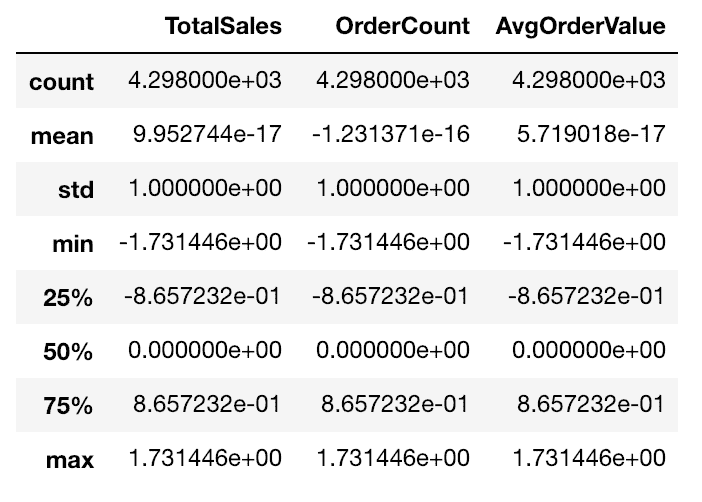 TotalSales OrderCount AvgOrderValue
count 4.298000e+03 4.298000e+03 4.298000e+03
mean 9.952744e-17 -1.231371e-16 5.719018e-17
std 1.000000e+00 1.000000e+00 1.000000e+00
min -1.731446e+00 -1.731446e+00 -1.731446e+00
25% -8.657232e-01 -8.657232e-01 -8.657232e-01
50% 0.000000e+00 0.000000e+00 0.000000e+00
75% 8.657232e-01 8.657232e-01 8.657232e-01
max 1.731446e+00 1.731446e+00 1.731446e+00